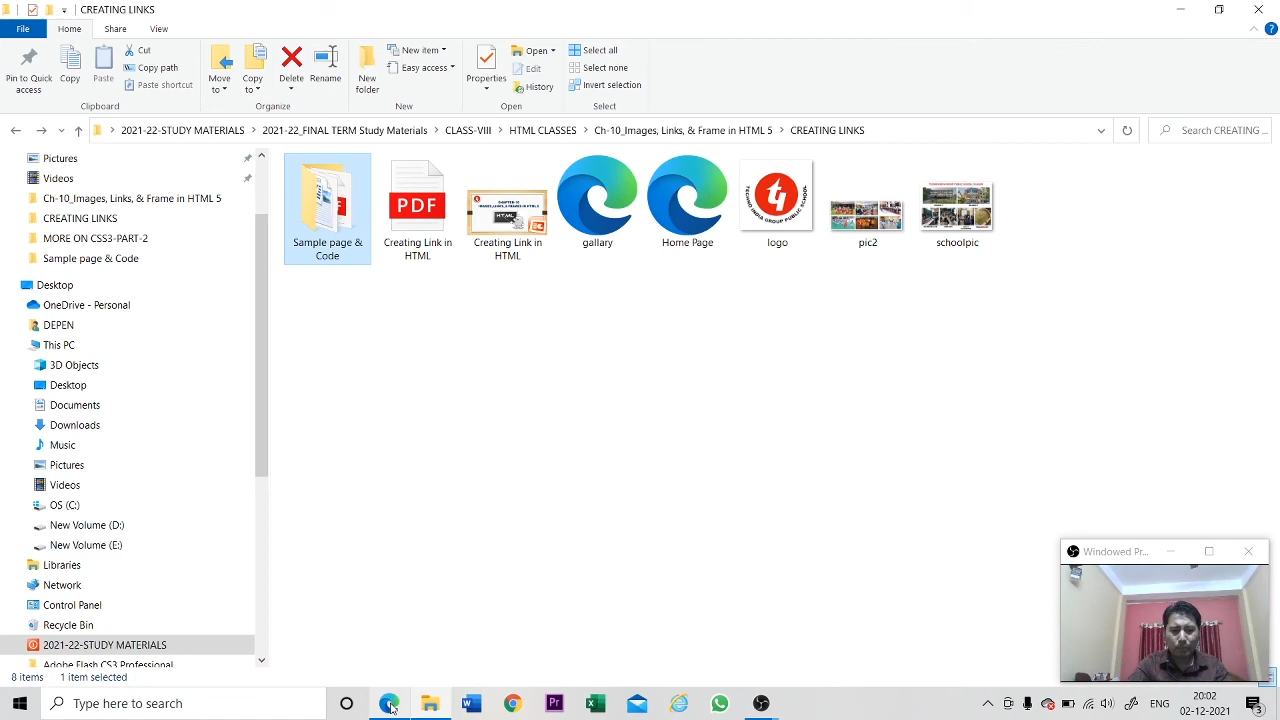 CREATING LINKS
File Home Share View
Pin to Quick access
Copy
Paste
Cut
Copy path
Paste shortcut
Clipboard
Move to
Copy to
Delete
Rename
Organize
New folder
New item
Easy access
New
Properties
Open
Edit
History
Open
Select all
Select none
Invert selection
Select
2021-22-STUDY MATERIALS > 2021-22_FINAL TERM Study Materials > CLASS-VIII > HTML CLASSES > Ch-10_Images, Links, & Frame in HTML 5 > CREATING LINKS
Search CREATING ...
Pictures
Videos
Ch-10_Images, Links, & Frame in HTML 5
CREATING LINKS
MORE ON CSS3-PART-2
Sample page & Code
Desktop
OneDrive - Personal
DEPEN
This PC
3D Objects
Desktop
Documents
Downloads
Music
Pictures
Videos
OS (C:)
New Volume (D:)
New Volume (E:)
Libraries
Network
Control Panel
Recycle Bin
2021-22-STUDY MATERIALS
Adobe Flash CS3 Professional
Sample page &
Code
PDF
Creating Link in
HTML
HTML
Creating Link in
HTML
gallary
Home Page
TECHNO INDIA GROUP PUBLIC SCHOOL
logo
pic2
schoolpic
Windowed Pr...
8 items 1 item selected
Type here to search
ENG
20:02
02-12-2021
3